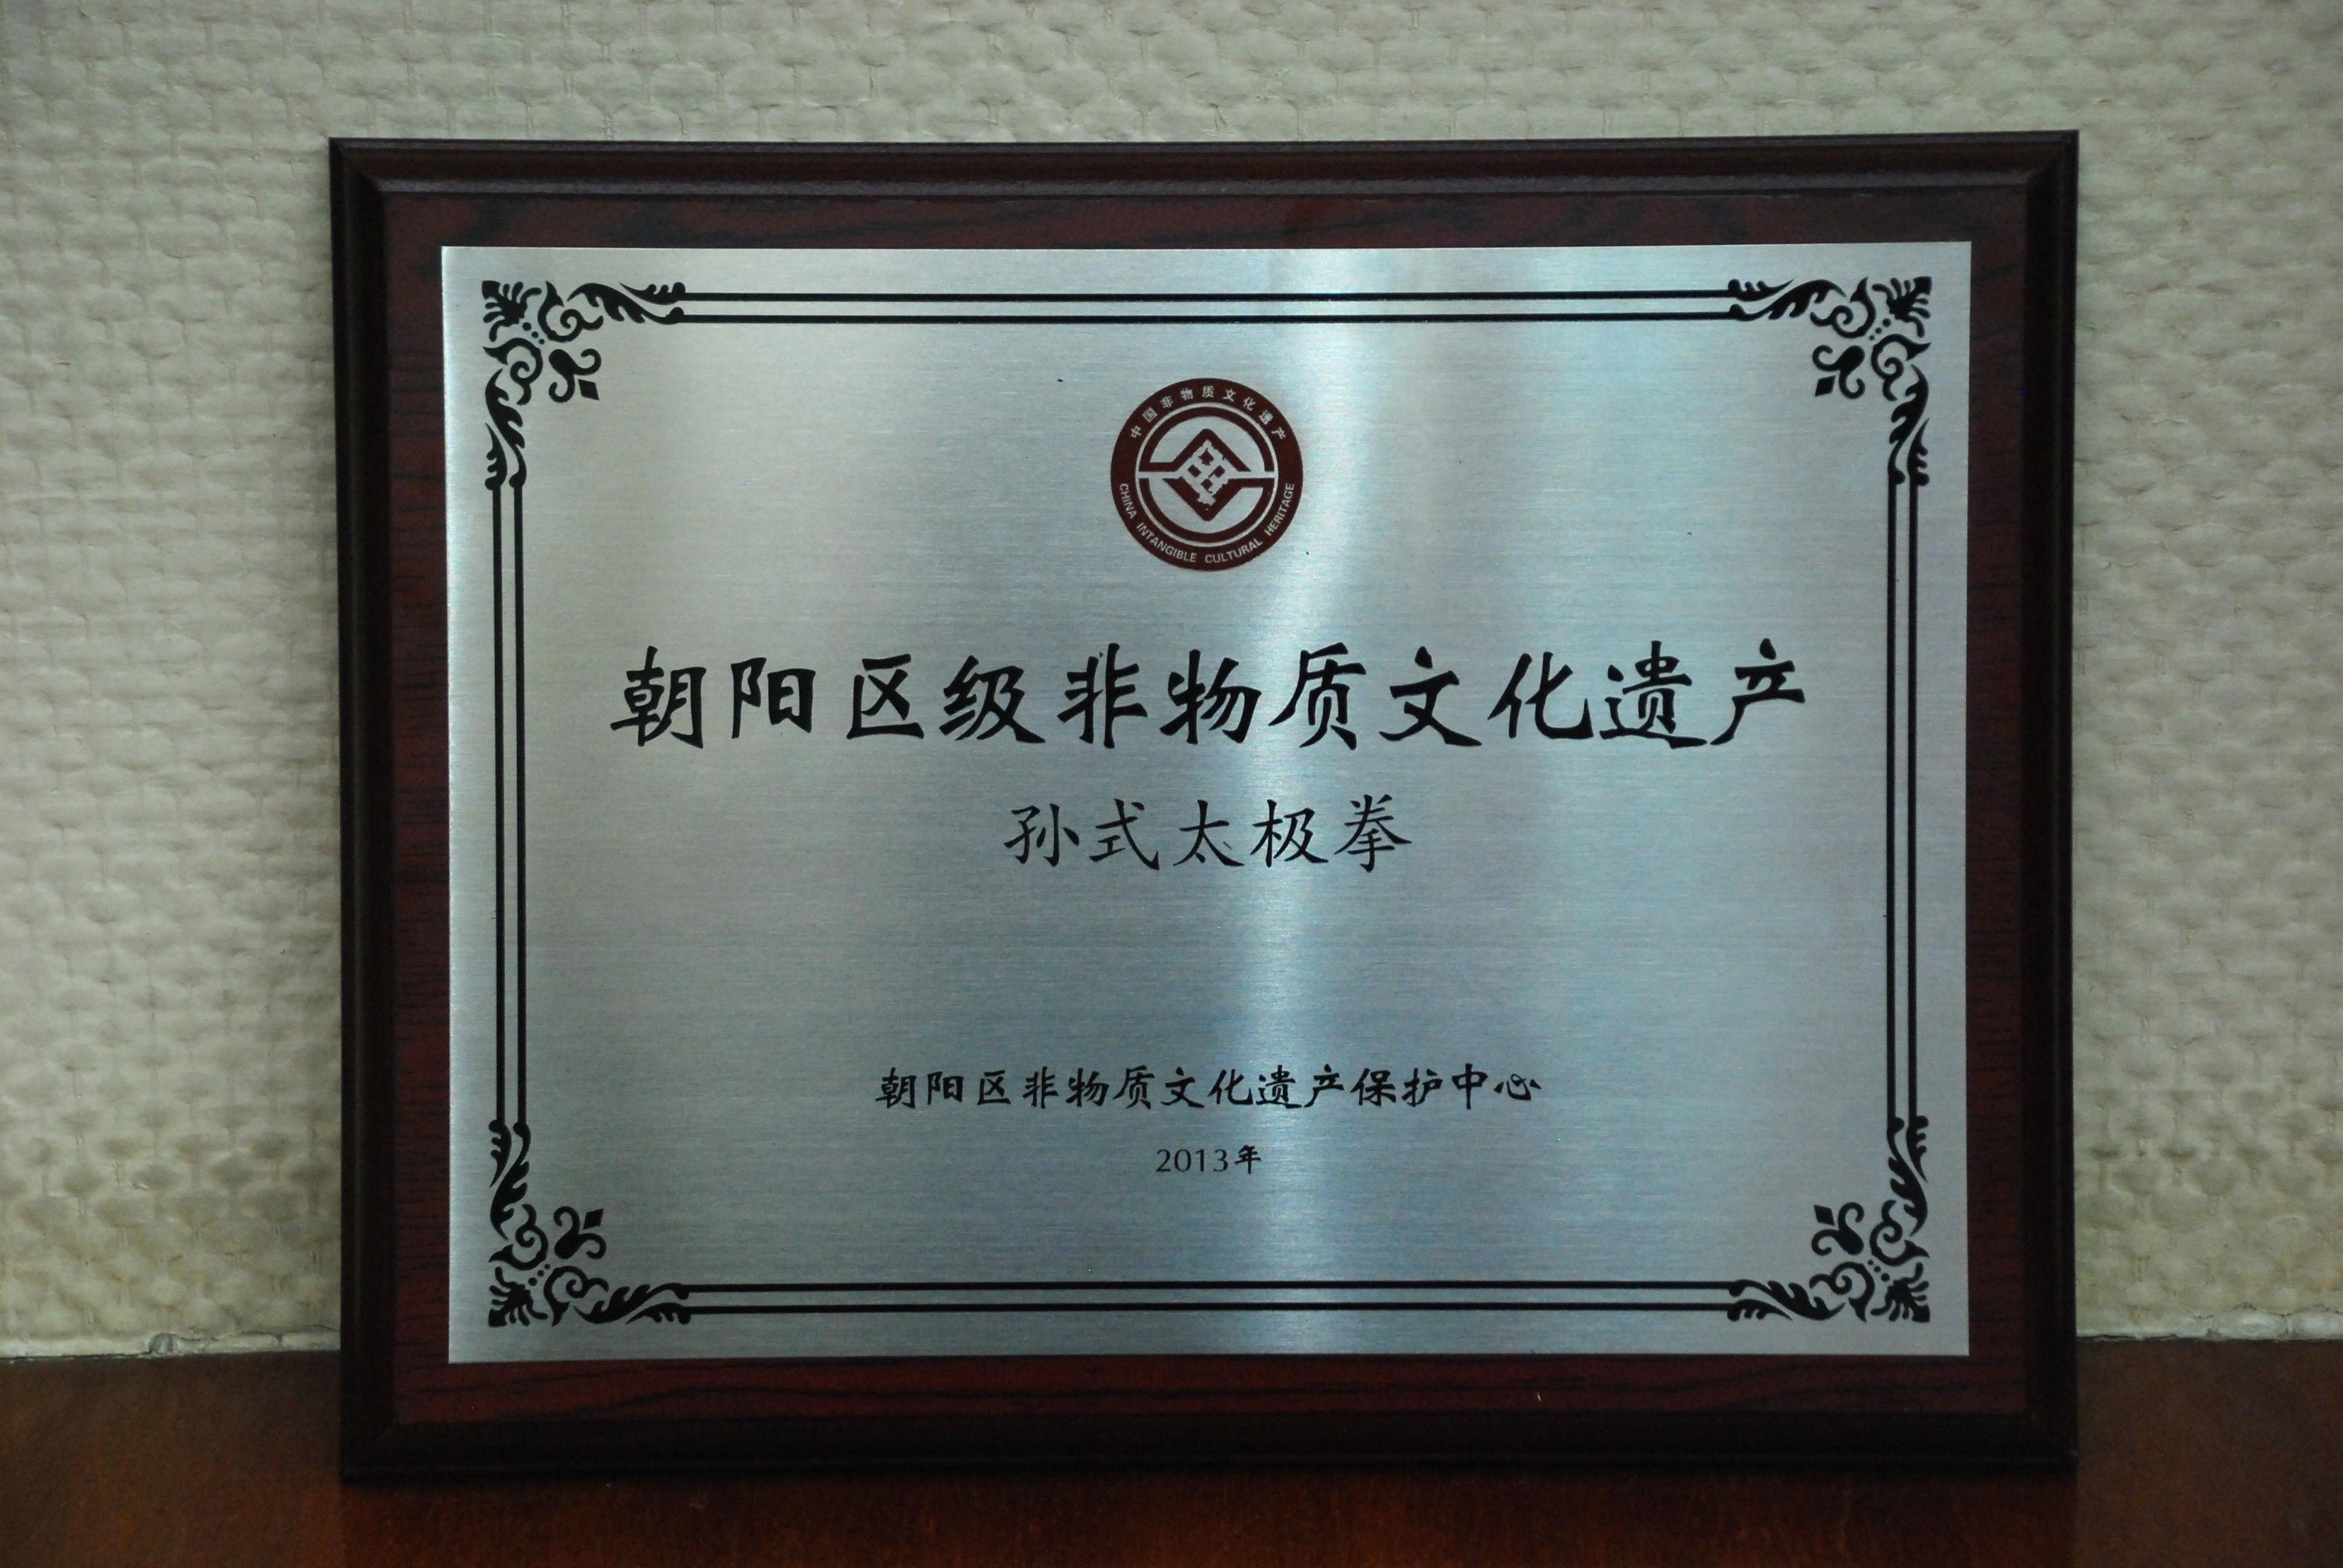 中国非物质文化遗产
CHINA INTANGIBLE CULTURAL HERITAGE
朝阳区级非物质文化遗产
孙式太极拳
朝阳区非物质文化遗产保护中心
2013年